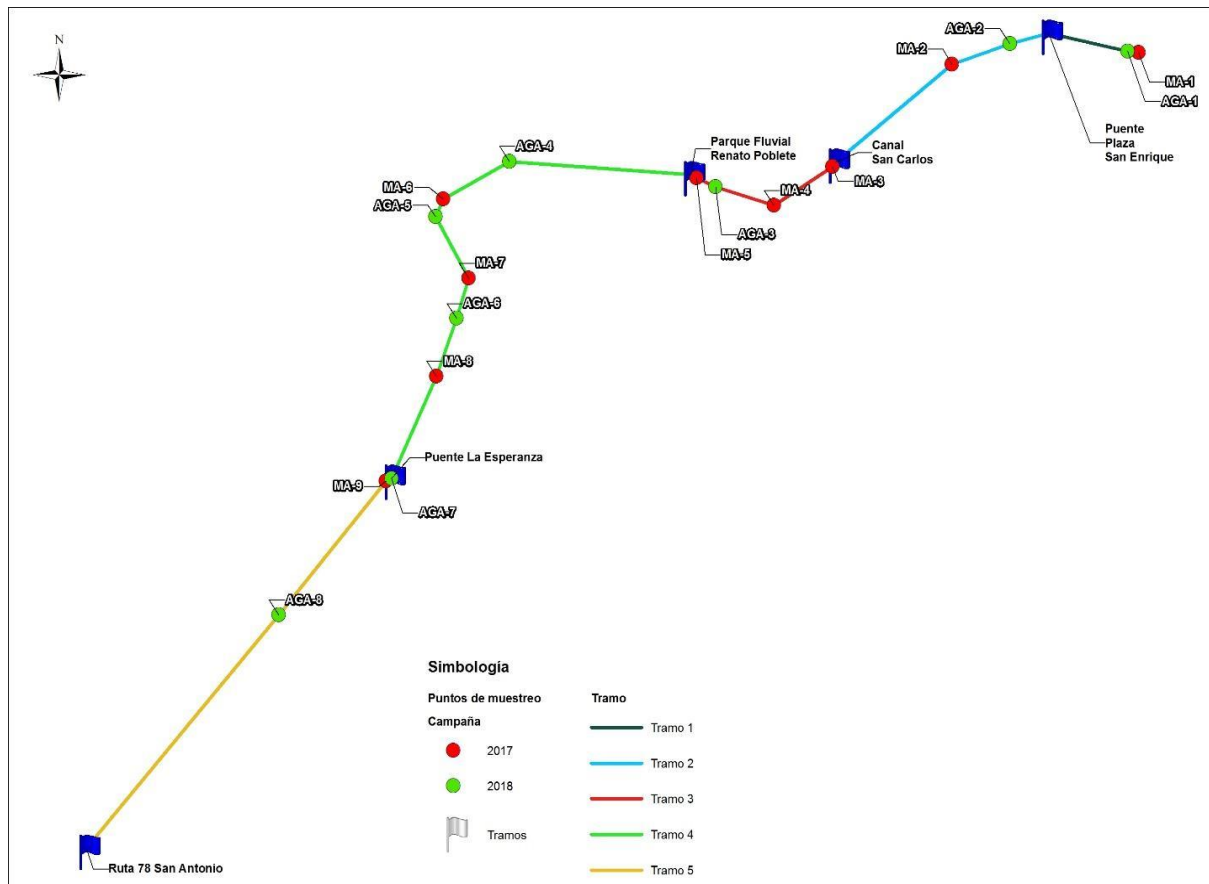 N
AGA-2
MA-2
MA-1
AGA-1
Puente
Plaza
San Enrique
Parque Fluvial
Renato Poblete
Canal
San Carlos
AGA-4
MA-3
MA-6
MA-4
AGA-5
AGA-3
MA-5
MA-7
AGA-6
MA-8
Puente La Esperanza
MA-9
AGA-7
AGA-8
Ruta 78 San Antonio
Simbología
Puntos de muestreo
Campaña
2017
2018
Tramos
Tramo
Tramo 1
Tramo 2
Tramo 3
Tramo 4
Tramo 5